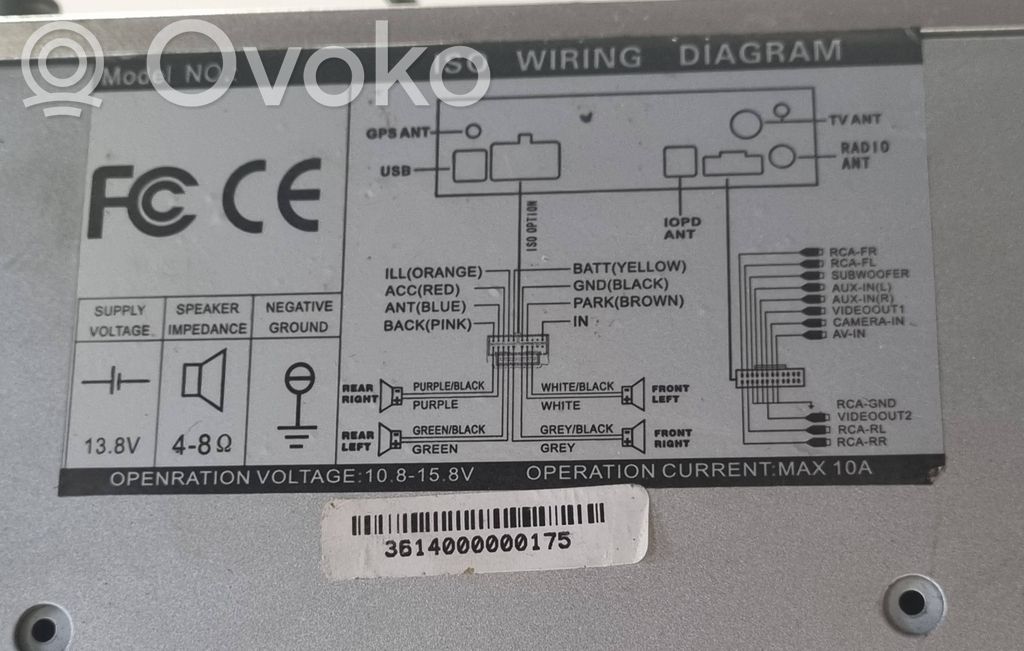 Ovoko
Model NO.:
ISO WIRING DIAGRAM
FC CE
GPS ANT
USB
TV ANT
RADIO
ANT
IOPD
ANT
ISO OPTION
SUPPLY
VOLTAGE
SPEAKER
IMPEDANCE
NEGATIVE
GROUND
13.8V
4-8Ω
ILL(ORANGE)
ACC(RED)
ANT(BLUE)
BACK(PINK)
BATT(YELLOW)
GND(BLACK)
PARK(BROWN)
IN
REAR
RIGHT
PURPLE/BLACK
PURPLE
WHITE/BLACK
WHITE
FRONT
LEFT
REAR
LEFT
GREEN/BLACK
GREEN
GREY/BLACK
GREY
FRONT
RIGHT
RCA-FR
RCA-FL
SUBWOOFER
AUX-IN(L)
AUX-IN(R)
VIDEOOUT1
CAMERA-IN
AV-IN
RCA-GND
VIDEOOUT2
RCA-RL
RCA-RR
OPENRATION VOLTAGE:10.8-15.8V OPERATION CURRENT:MAX 10A
3614000000175